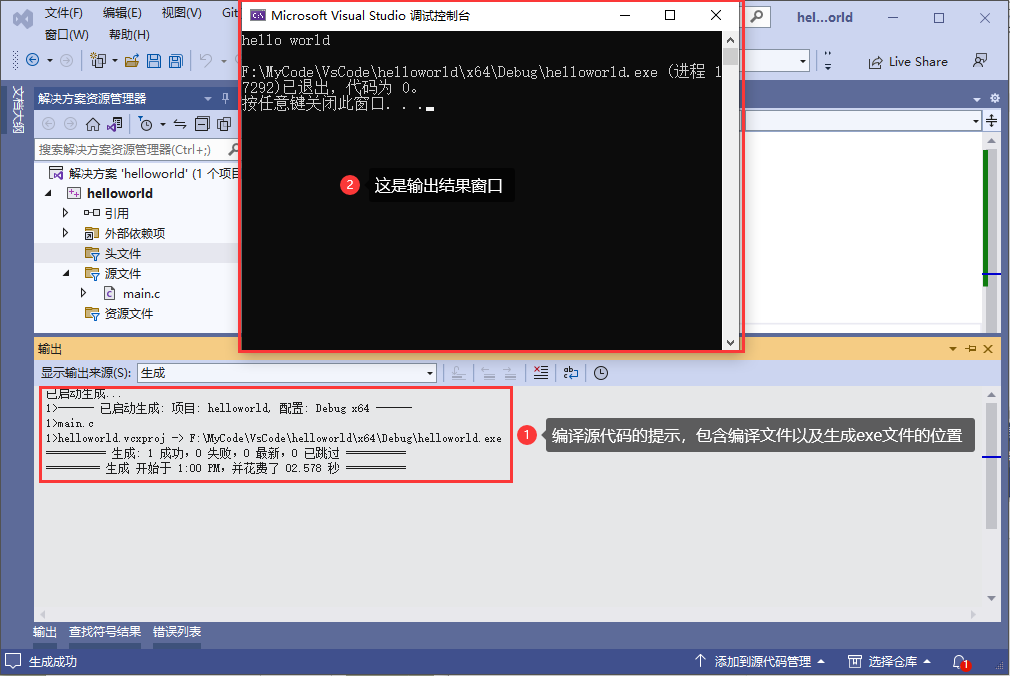 文件(F) 编辑(E) 视图(V) Git
窗口(W) 帮助(H)
hel...orld
Live Share
Microsoft Visual Studio 调试控制台
hello world
F:\MyCode\VsCode\helloworld\x64\Debug\helloworld.exe (进程 1
7292)已退出，代码为 0。
按任意键关闭此窗口. . .
2 这是输出结果窗口
文档大纲
解决方案资源管理器
搜索解决方案资源管理器(Ctrl+;)
解决方案 'helloworld' (1 个项目
helloworld
引用
外部依赖项
头文件
源文件
main.c
资源文件
输出
显示输出来源(S): 生成
已启动生成...
1>—— 已启动生成: 项目: helloworld, 配置: Debug x64 ——
1>main.c
1>helloworld.vcxproj -> F:\MyCode\VsCode\helloworld\x64\Debug\helloworld.exe
========== 生成: 1 成功，0 失败，0 最新，0 已跳过 ==========
========== 生成 开始于 1:00 PM，并花费了 02.578 秒 ==========
1 编译源代码的提示，包含编译文件以及生成exe文件的位置
输出 查找符号结果 错误列表
生成成功
添加到源代码管理 选择仓库 1